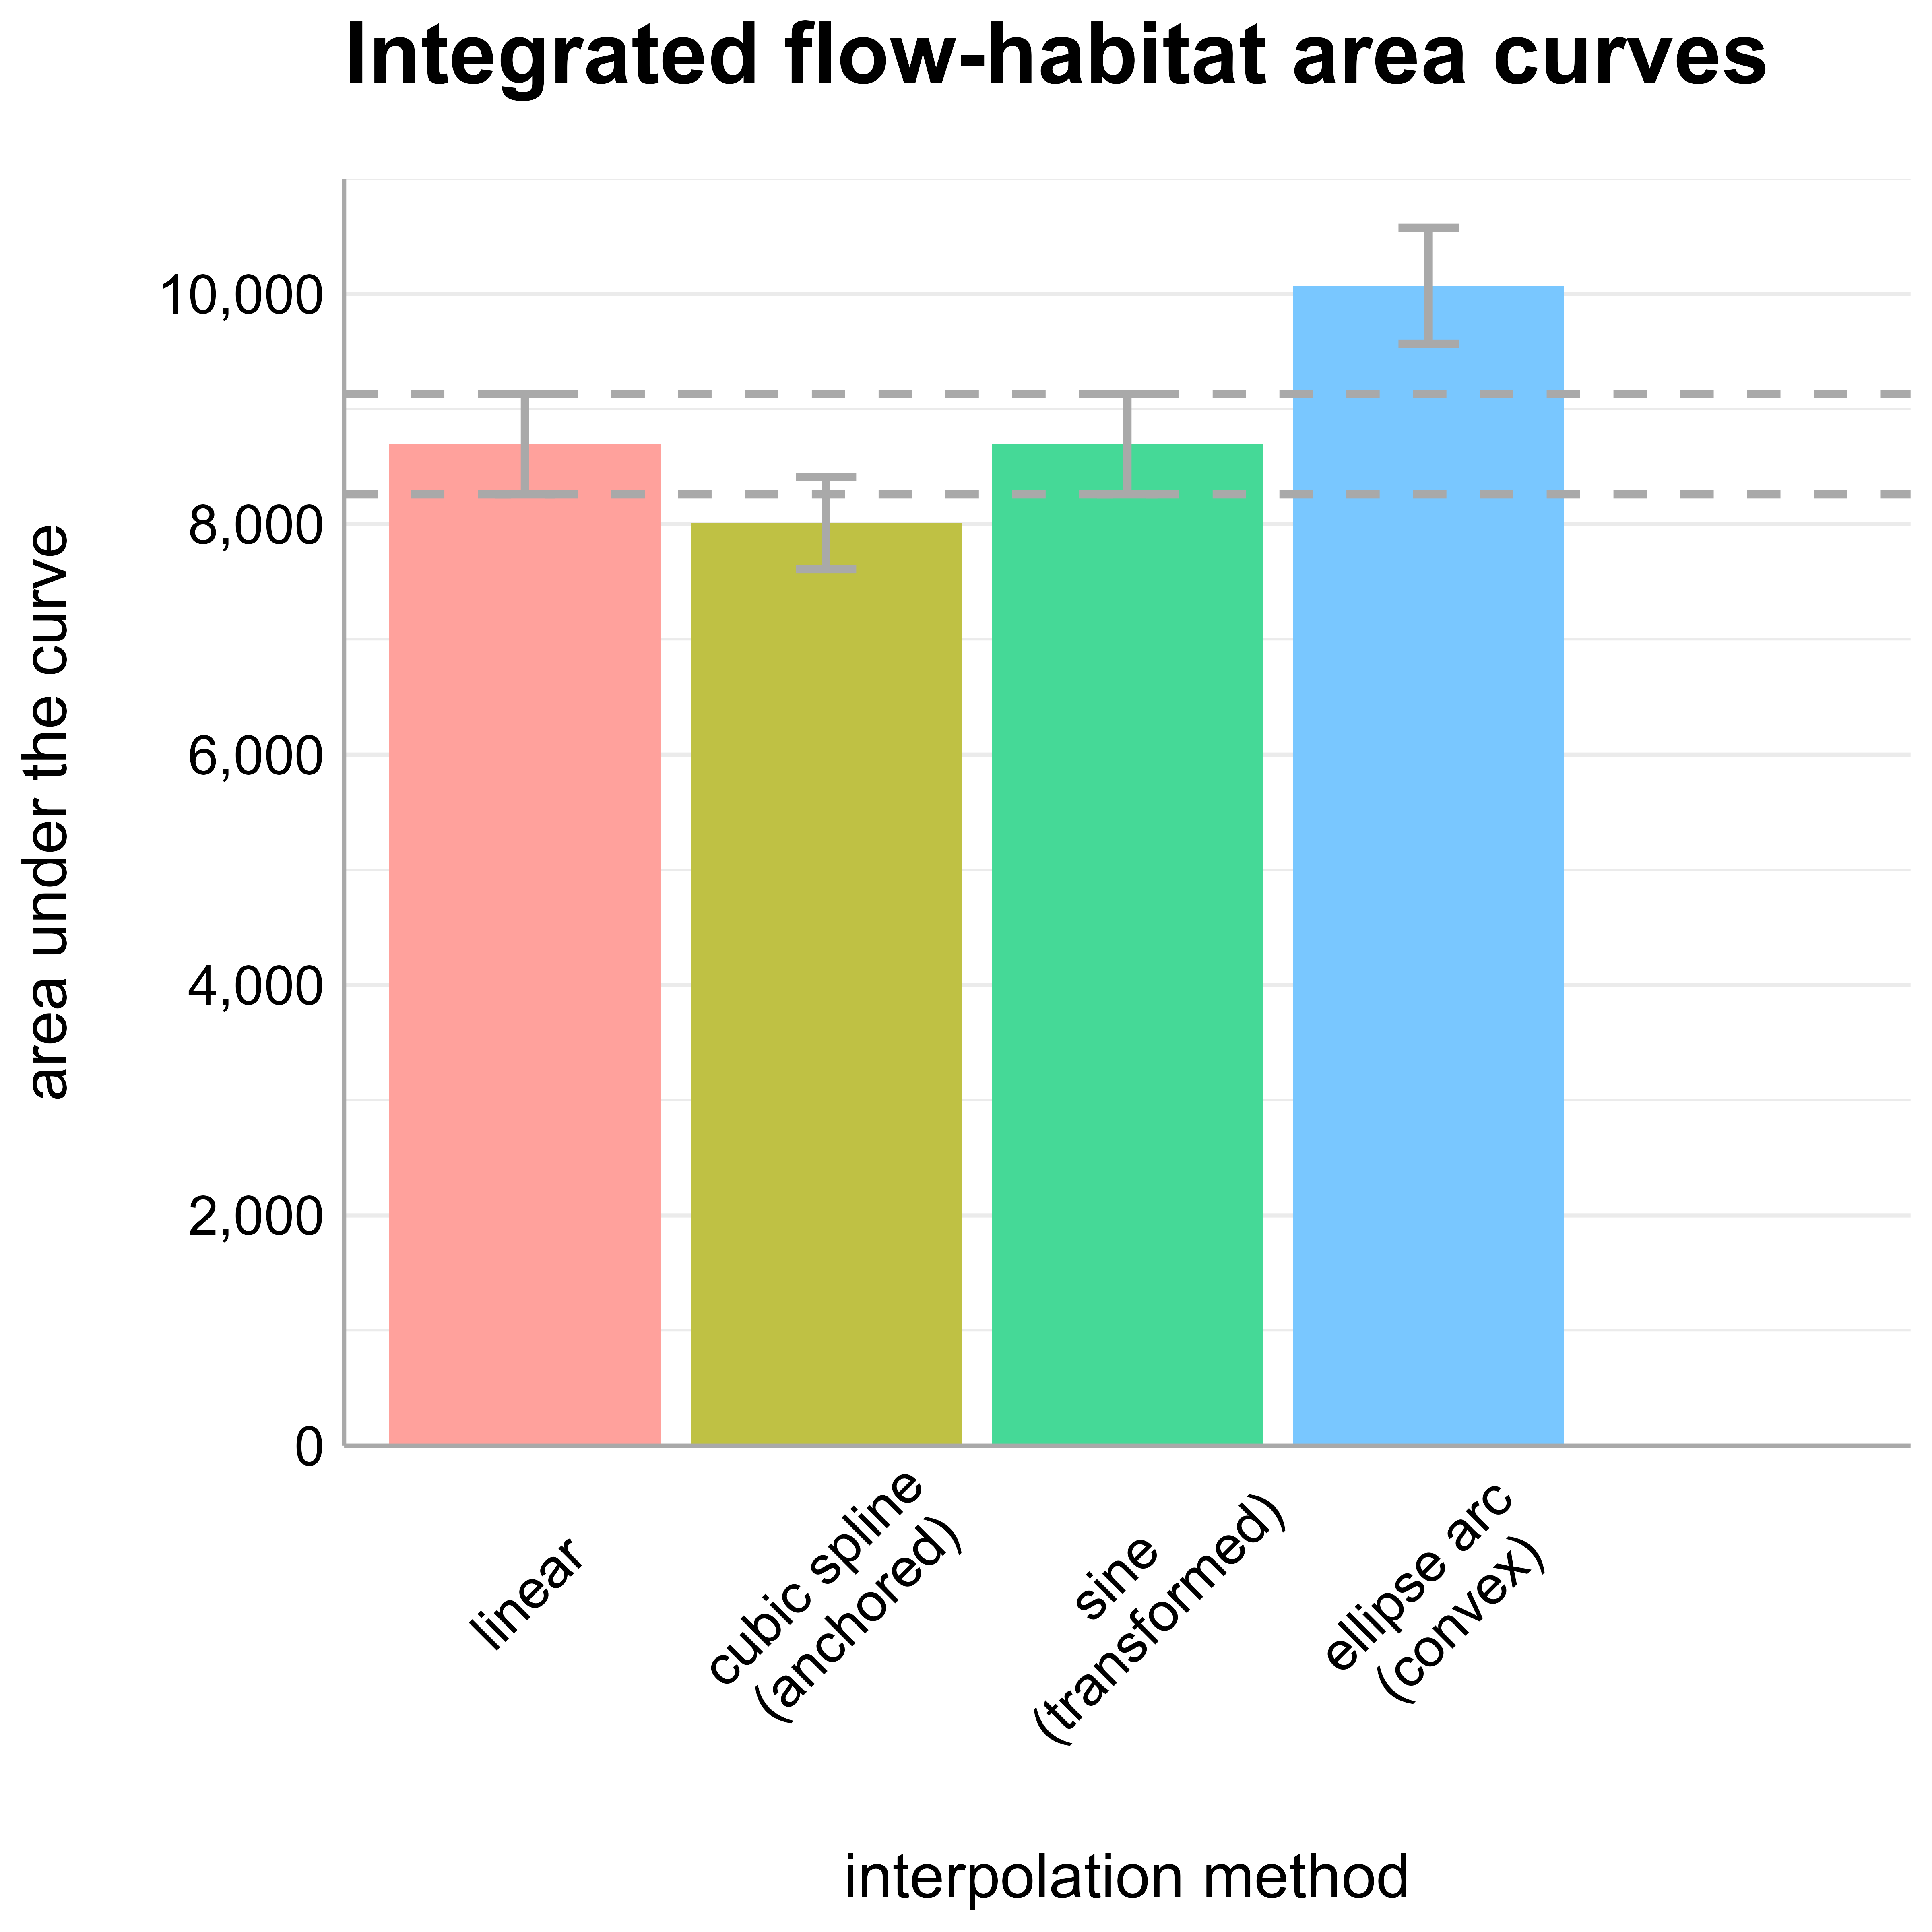 Integrated flow-habitat area curves
area under the curve
10,000
8,000
6,000
4,000
2,000
0
linear
cubic spline
(anchored)
sine
(transformed)
ellipse arc
(convex)
interpolation method